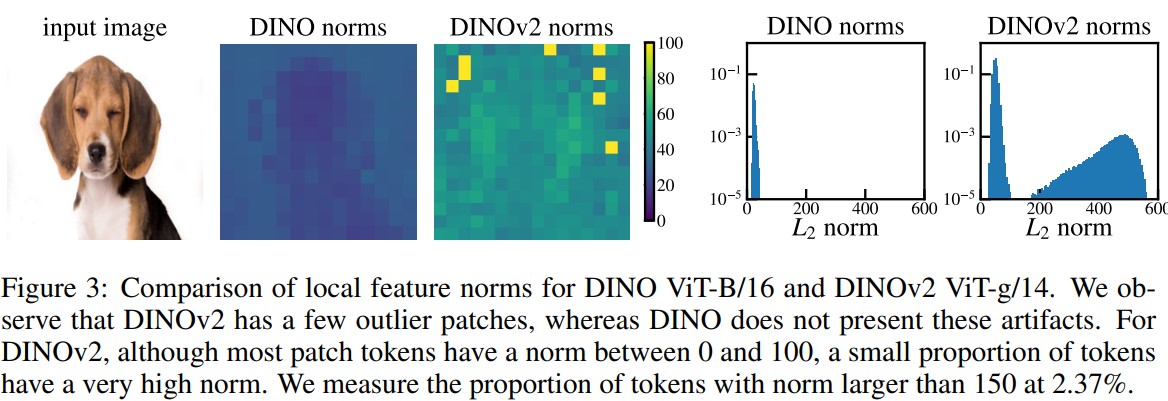 input image
DINO norms
DINOv2 norms
100
80
60
40
20
0
DINO norms
10⁻¹
10⁻³
10⁻⁵
0 200 400 600
L₂ norm
DINOv2 norms
10⁻¹
10⁻³
10⁻⁵
0 200 400 600
L₂ norm
Figure 3: Comparison of local feature norms for DINO ViT-B/16 and DINOv2 ViT-g/14. We ob-
serve that DINOv2 has a few outlier patches, whereas DINO does not present these artifacts. For
DINOv2, although most patch tokens have a norm between 0 and 100, a small proportion of tokens
have a very high norm. We measure the proportion of tokens with norm larger than 150 at 2.37%.